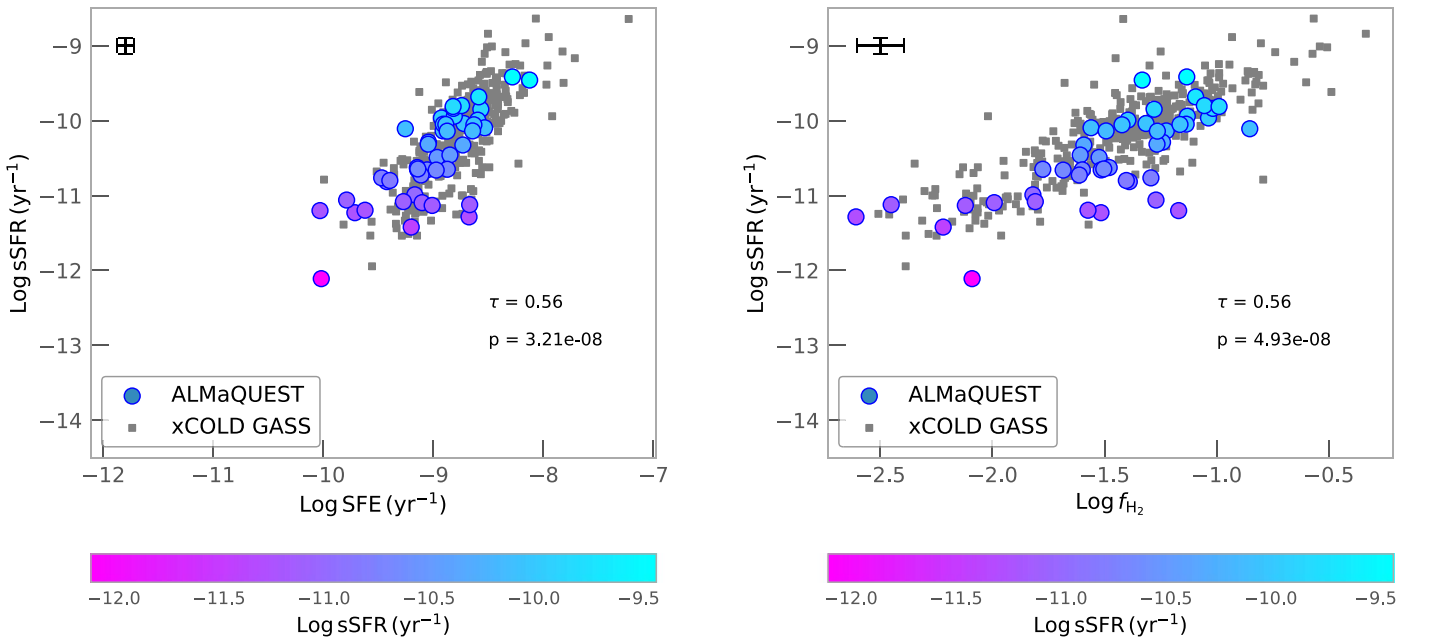 −9
−10
−11
−12
−13
−14
Log sSFR (yr⁻¹)
τ = 0.56
p = 3.21e-08
ALMaQUEST
xCOLD GASS
−12 −11 −10 −9 −8 −7
Log SFE (yr⁻¹)
−12.0 −11.5 −11.0 −10.5 −10.0 −9.5
Log sSFR (yr⁻¹)
−9
−10
−11
−12
−13
−14
Log sSFR (yr⁻¹)
τ = 0.56
p = 4.93e-08
ALMaQUEST
xCOLD GASS
−2.5 −2.0 −1.5 −1.0 −0.5
Log f_H₂
−12.0 −11.5 −11.0 −10.5 −10.0 −9.5
Log sSFR (yr⁻¹)